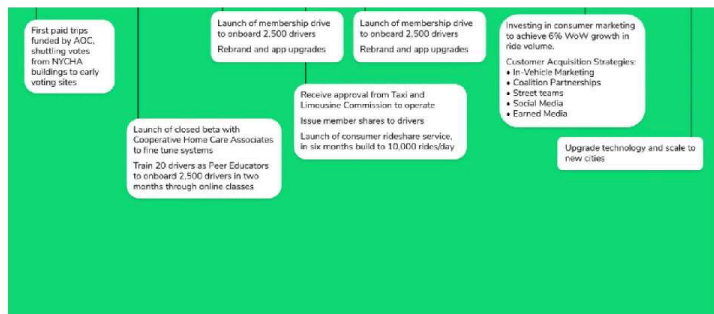 First paid trips
funded by AOC,
shuttling votes
from NYCHA
buildings to early
voting sites
Launch of closed beta with
Cooperative Home Care Associates
to fine tune systems
Train 20 drivers as Peer Educators
to onboard 2,500 drivers in two
months through online classes
Launch of membership drive
to onboard 2,500 drivers
Rebrand and app upgrades
Receive approval from Taxi and
Limousine Commission to operate
Issue member shares to drivers
Launch of consumer rideshare service,
in six months build to 10,000 rides/day
Launch of membership drive
to onboard 2,500 drivers
Rebrand and app upgrades
Investing in consumer marketing
to achieve 6% WoW growth in
ride volume.
Customer Acquisition Strategies:
• In-Vehicle Marketing
• Coalition Partnerships
• Street teams
• Social Media
• Earned Media
Upgrade technology and scale to
new cities